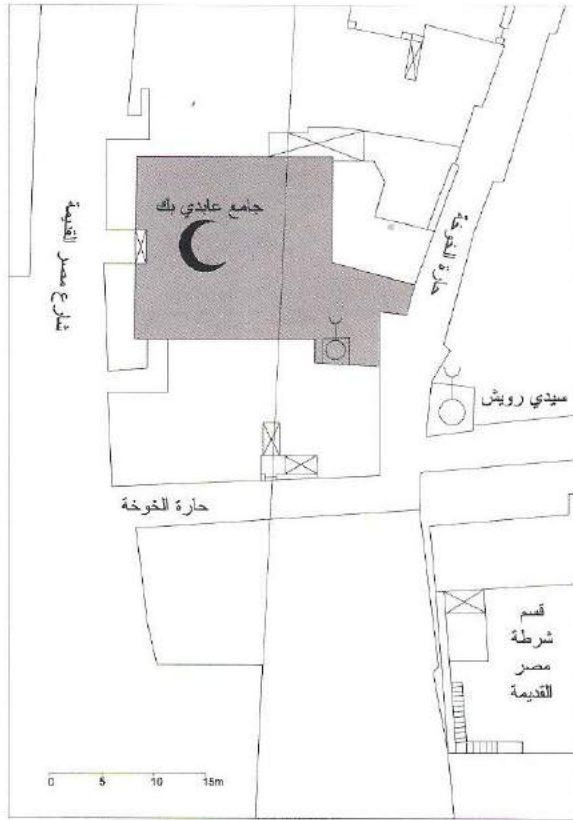 جامع عابدي بك
شارع مصر القديمة
حارة الخوخة
سيدي رويش
حارة الخوخة
قسم
شرطة
مصر
القديمة
0 5 10 15m